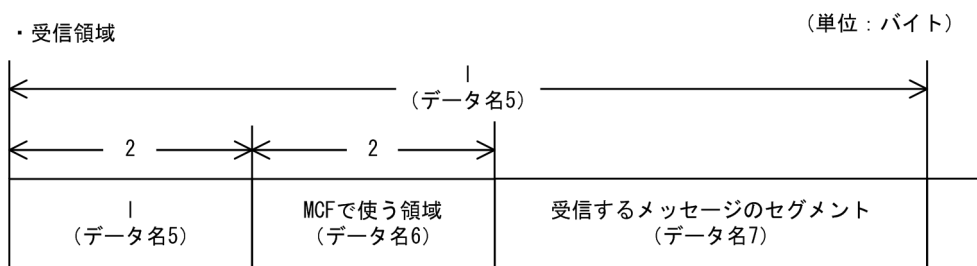 ・受信領域
(単位：バイト)
l
(データ名5)
2
2
l
(データ名5)
MCFで使う領域
(データ名6)
受信するメッセージのセグメント
(データ名7)